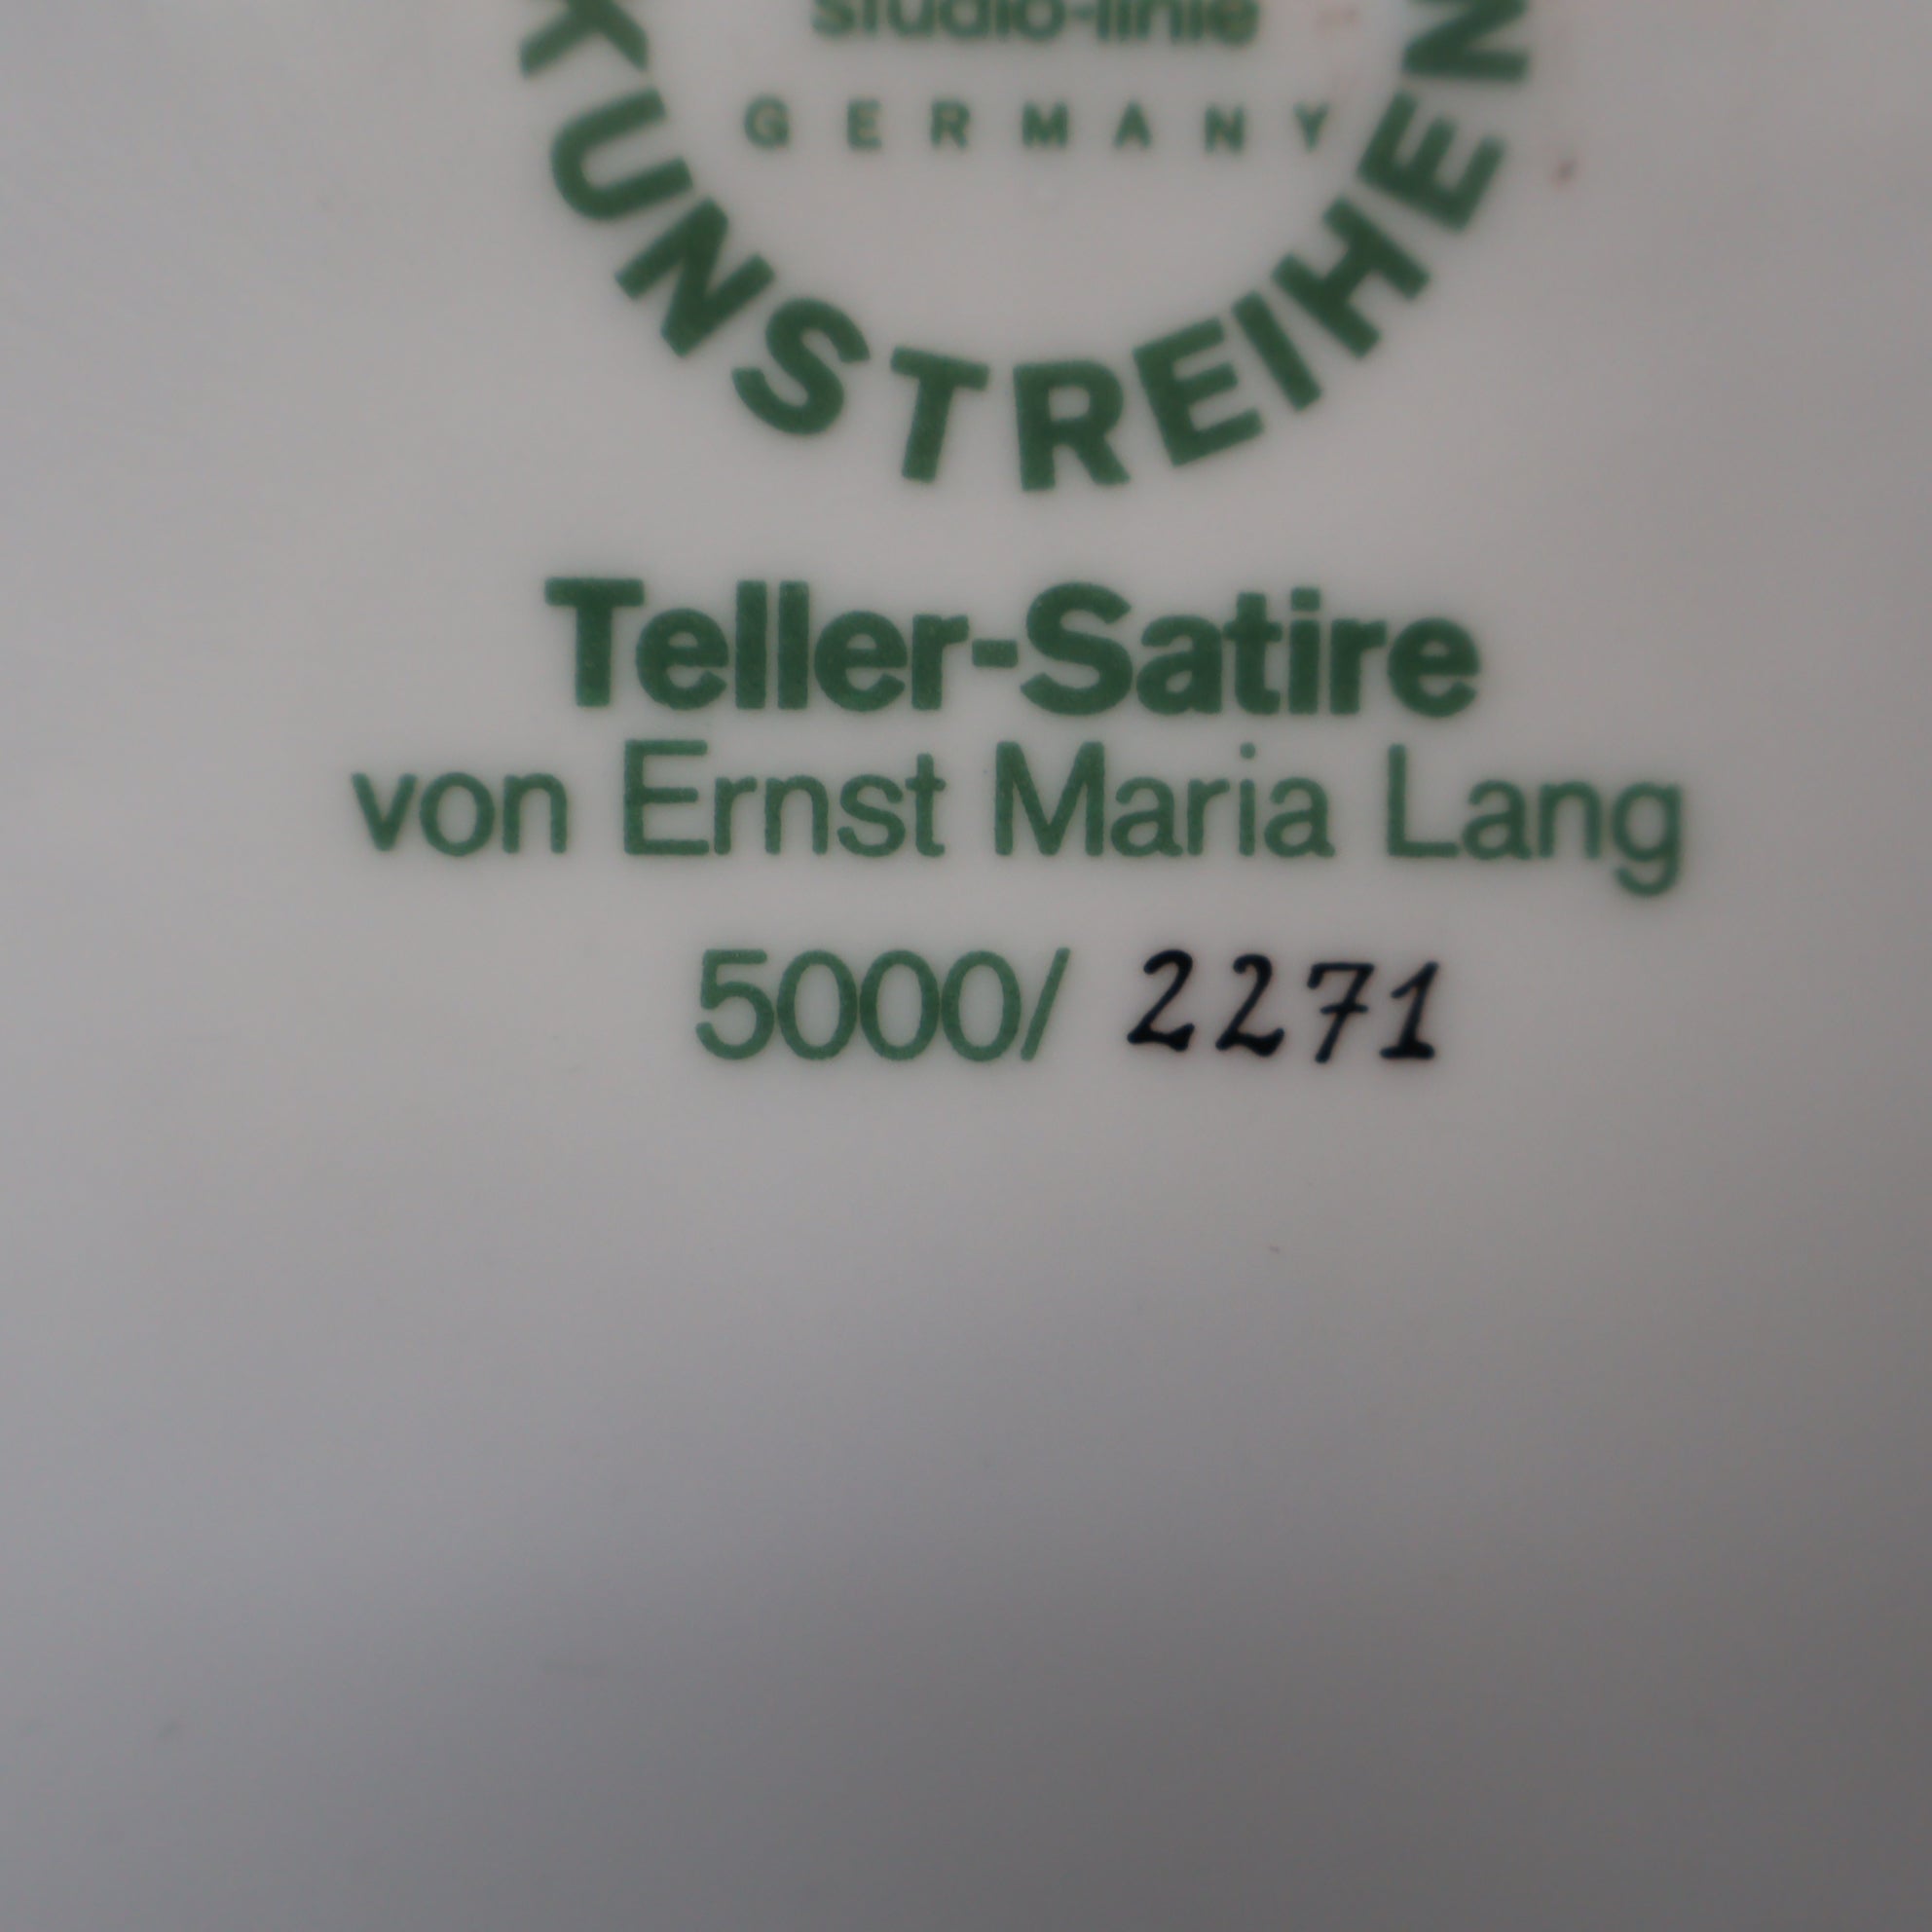 studio-linie
GERMANY
KUNSTREIHEN
Teller-Satire
von Ernst Maria Lang
5000/ 2271